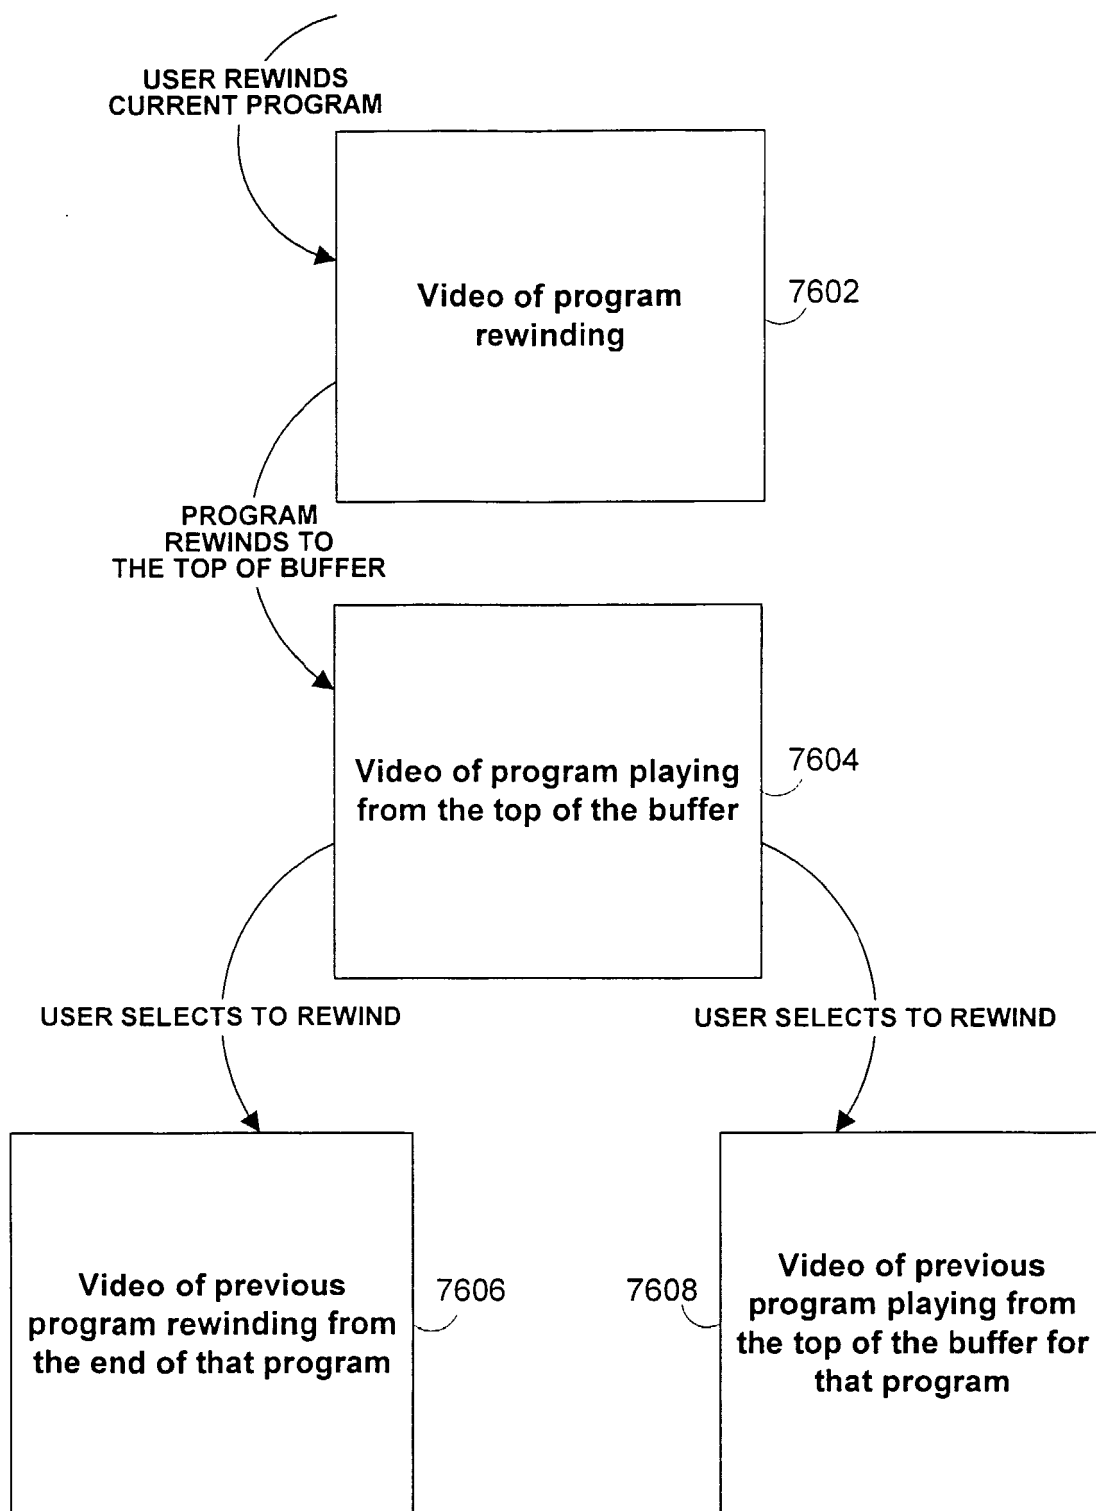 USER REWINDS
CURRENT PROGRAM
Video of program
rewinding
7602
PROGRAM
REWINDS TO
THE TOP OF BUFFER
Video of program playing
from the top of the buffer
7604
USER SELECTS TO REWIND
USER SELECTS TO REWIND
Video of previous
program rewinding from
the end of that program
7606
7608
Video of previous
program playing from
the top of the buffer for
that program